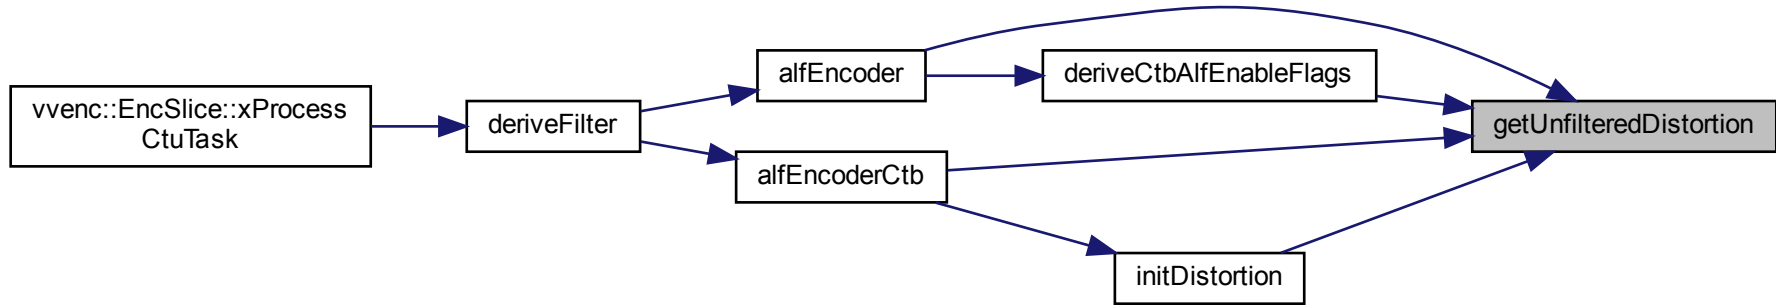 vvenc::EncSlice::xProcess
CtuTask
deriveFilter
alfEncoder
alfEncoderCtb
deriveCtbAlfEnableFlags
initDistortion
getUnfilteredDistortion